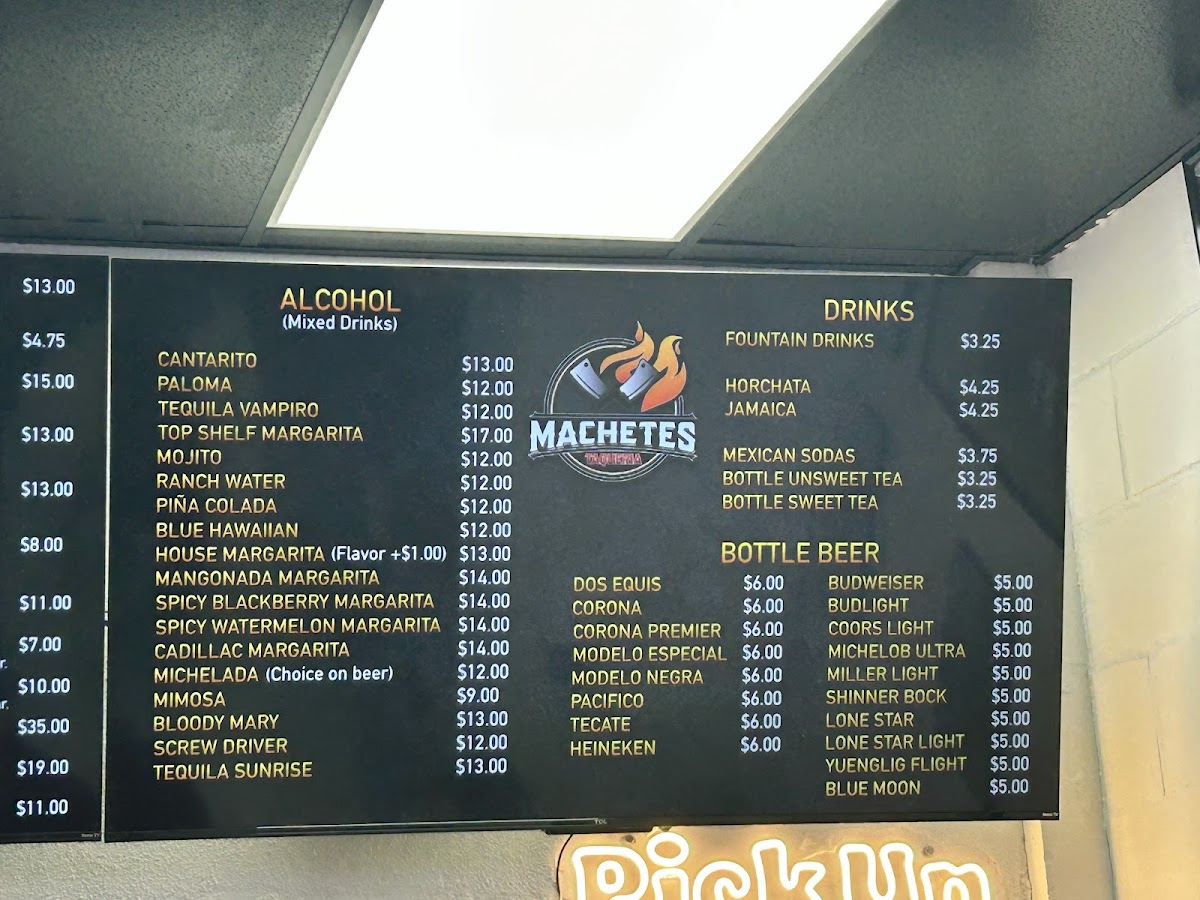 $13.00
$4.75
$15.00
$13.00
$13.00
$8.00
$11.00
$7.00
r.
$10.00
r.
$35.00
$19.00
$11.00
ALCOHOL
(Mixed Drinks)
CANTARITO $13.00
PALOMA $12.00
TEQUILA VAMPIRO $12.00
TOP SHELF MARGARITA $17.00
MOJITO $12.00
RANCH WATER $12.00
PIÑA COLADA $12.00
BLUE HAWAIIAN $12.00
HOUSE MARGARITA (Flavor +$1.00) $13.00
MANGONADA MARGARITA $14.00
SPICY BLACKBERRY MARGARITA $14.00
SPICY WATERMELON MARGARITA $14.00
CADILLAC MARGARITA $14.00
MICHELADA (Choice on beer) $12.00
MIMOSA $9.00
BLOODY MARY $13.00
SCREW DRIVER $12.00
TEQUILA SUNRISE $13.00
MACHETES
TAQUERIA
DRINKS
FOUNTAIN DRINKS $3.25
HORCHATA $4.25
JAMAICA $4.25
MEXICAN SODAS $3.75
BOTTLE UNSWEET TEA $3.25
BOTTLE SWEET TEA $3.25
BOTTLE BEER
DOS EQUIS $6.00
CORONA $6.00
CORONA PREMIER $6.00
MODELO ESPECIAL $6.00
MODELO NEGRA $6.00
PACIFICO $6.00
TECATE $6.00
HEINEKEN $6.00
BUDWEISER $5.00
BUDLIGHT $5.00
COORS LIGHT $5.00
MICHELOB ULTRA $5.00
MILLER LIGHT $5.00
SHINNER BOCK $5.00
LONE STAR $5.00
LONE STAR LIGHT $5.00
YUENGLIG FLIGHT $5.00
BLUE MOON $5.00
TCL
Pick Up